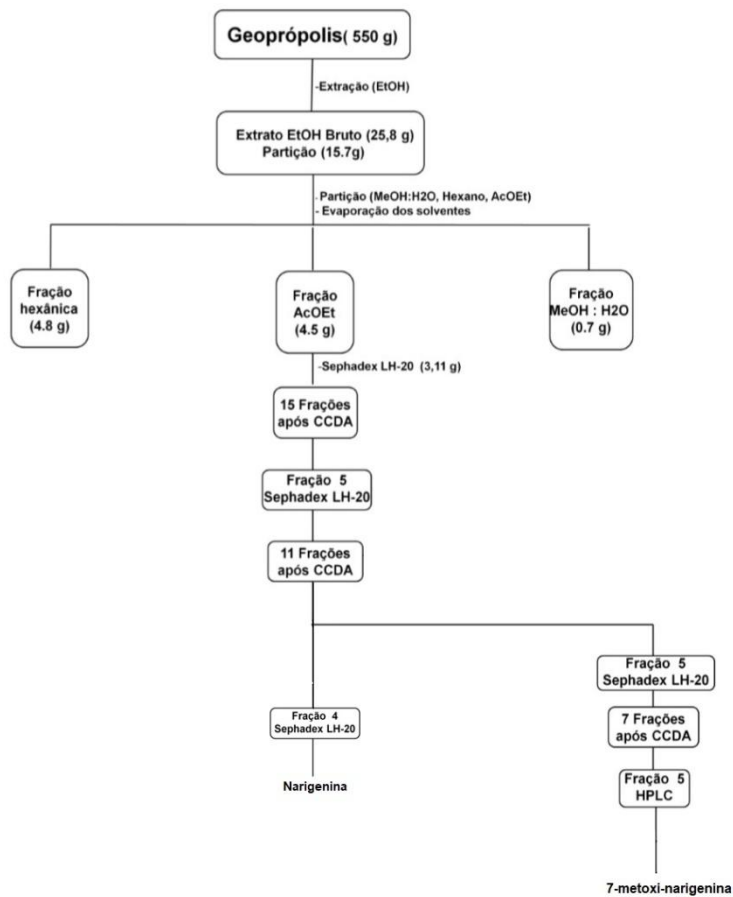 Geoprópolis( 550 g)
-Extração (EtOH)
Extrato EtOH Bruto (25,8 g)
Partição (15.7g)
- Partição (MeOH:H2O, Hexano, AcOEt)
- Evaporação dos solventes
Fração
hexânica
(4.8 g)
Fração
AcOEt
(4.5 g)
Fração
MeOH : H2O
(0.7 g)
-Sephadex LH-20 (3,11 g)
15 Frações
após CCDA
Fração 5
Sephadex LH-20
11 Frações
após CCDA
Fração 4
Sephadex LH-20
Narigenina
Fração 5
Sephadex LH-20
7 Frações
após CCDA
Fração 5
HPLC
7-metoxi-narigenina